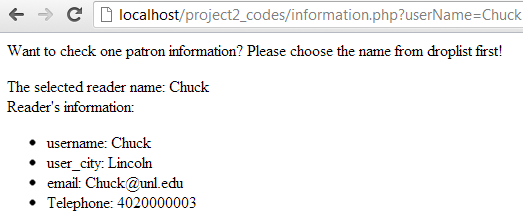 localhost/project2_codes/information.php?userName=Chuck
Want to check one patron information? Please choose the name from droplist first!
The selected reader name: Chuck
Reader's information:
username: Chuck
user_city: Lincoln
email: Chuck@unl.edu
Telephone: 4020000003